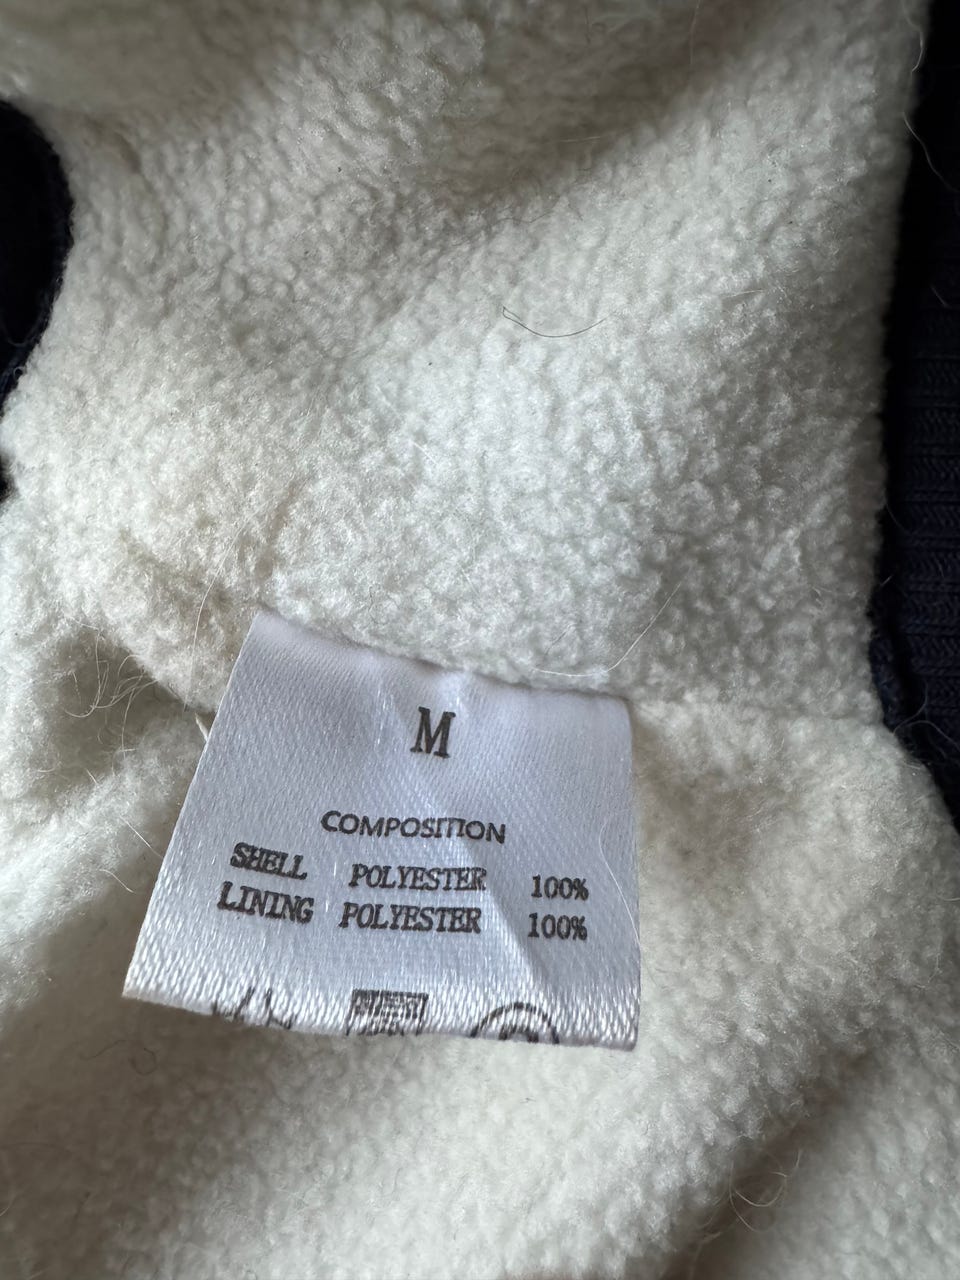 M
COMPOSITION
SHELL POLYESTER 100%
LINING POLYESTER 100%